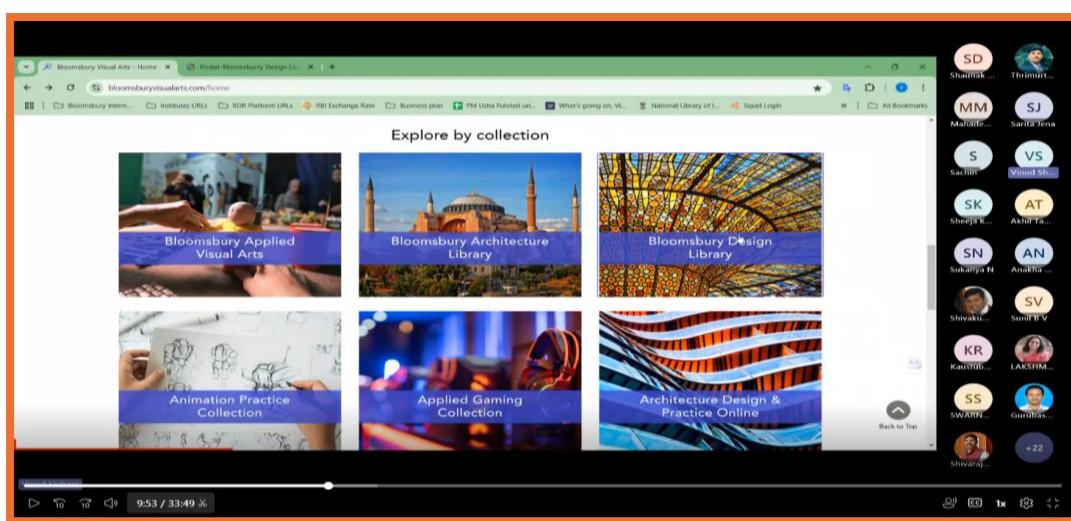 Bloomsbury Visual Arts - Home
bloomsburyvisualarts.com/home
Bloomsbury Intern...
Institutes URLs
BDR Platform URLs
RBI Exchange Rate
Business plan
PM Usha Funded un...
What's going on, Vi...
National Library of I...
Squid Login
All Bookmarks
Explore by collection
Bloomsbury Applied
Visual Arts
Bloomsbury Architecture
Library
Bloomsbury Design
Library
Animation Practice
Collection
Applied Gaming
Collection
Architecture Design &
Practice Online
Back to Top
SD
Shaunak ...
Thrimurt...
MM
Mahade...
SJ
Sarita Jena
S
Sachin
VS
Vinod Sh...
SK
Sheeja K...
AT
Akhil Ta...
SN
Sukanya N
AN
Anakha ...
Shivaku...
SV
Sunil B V
KR
Kaustub...
LAKSHM...
SS
SWARN...
Gurubas...
Shivaraj...
+22
10
10
9:53 / 33:49
CC
1x